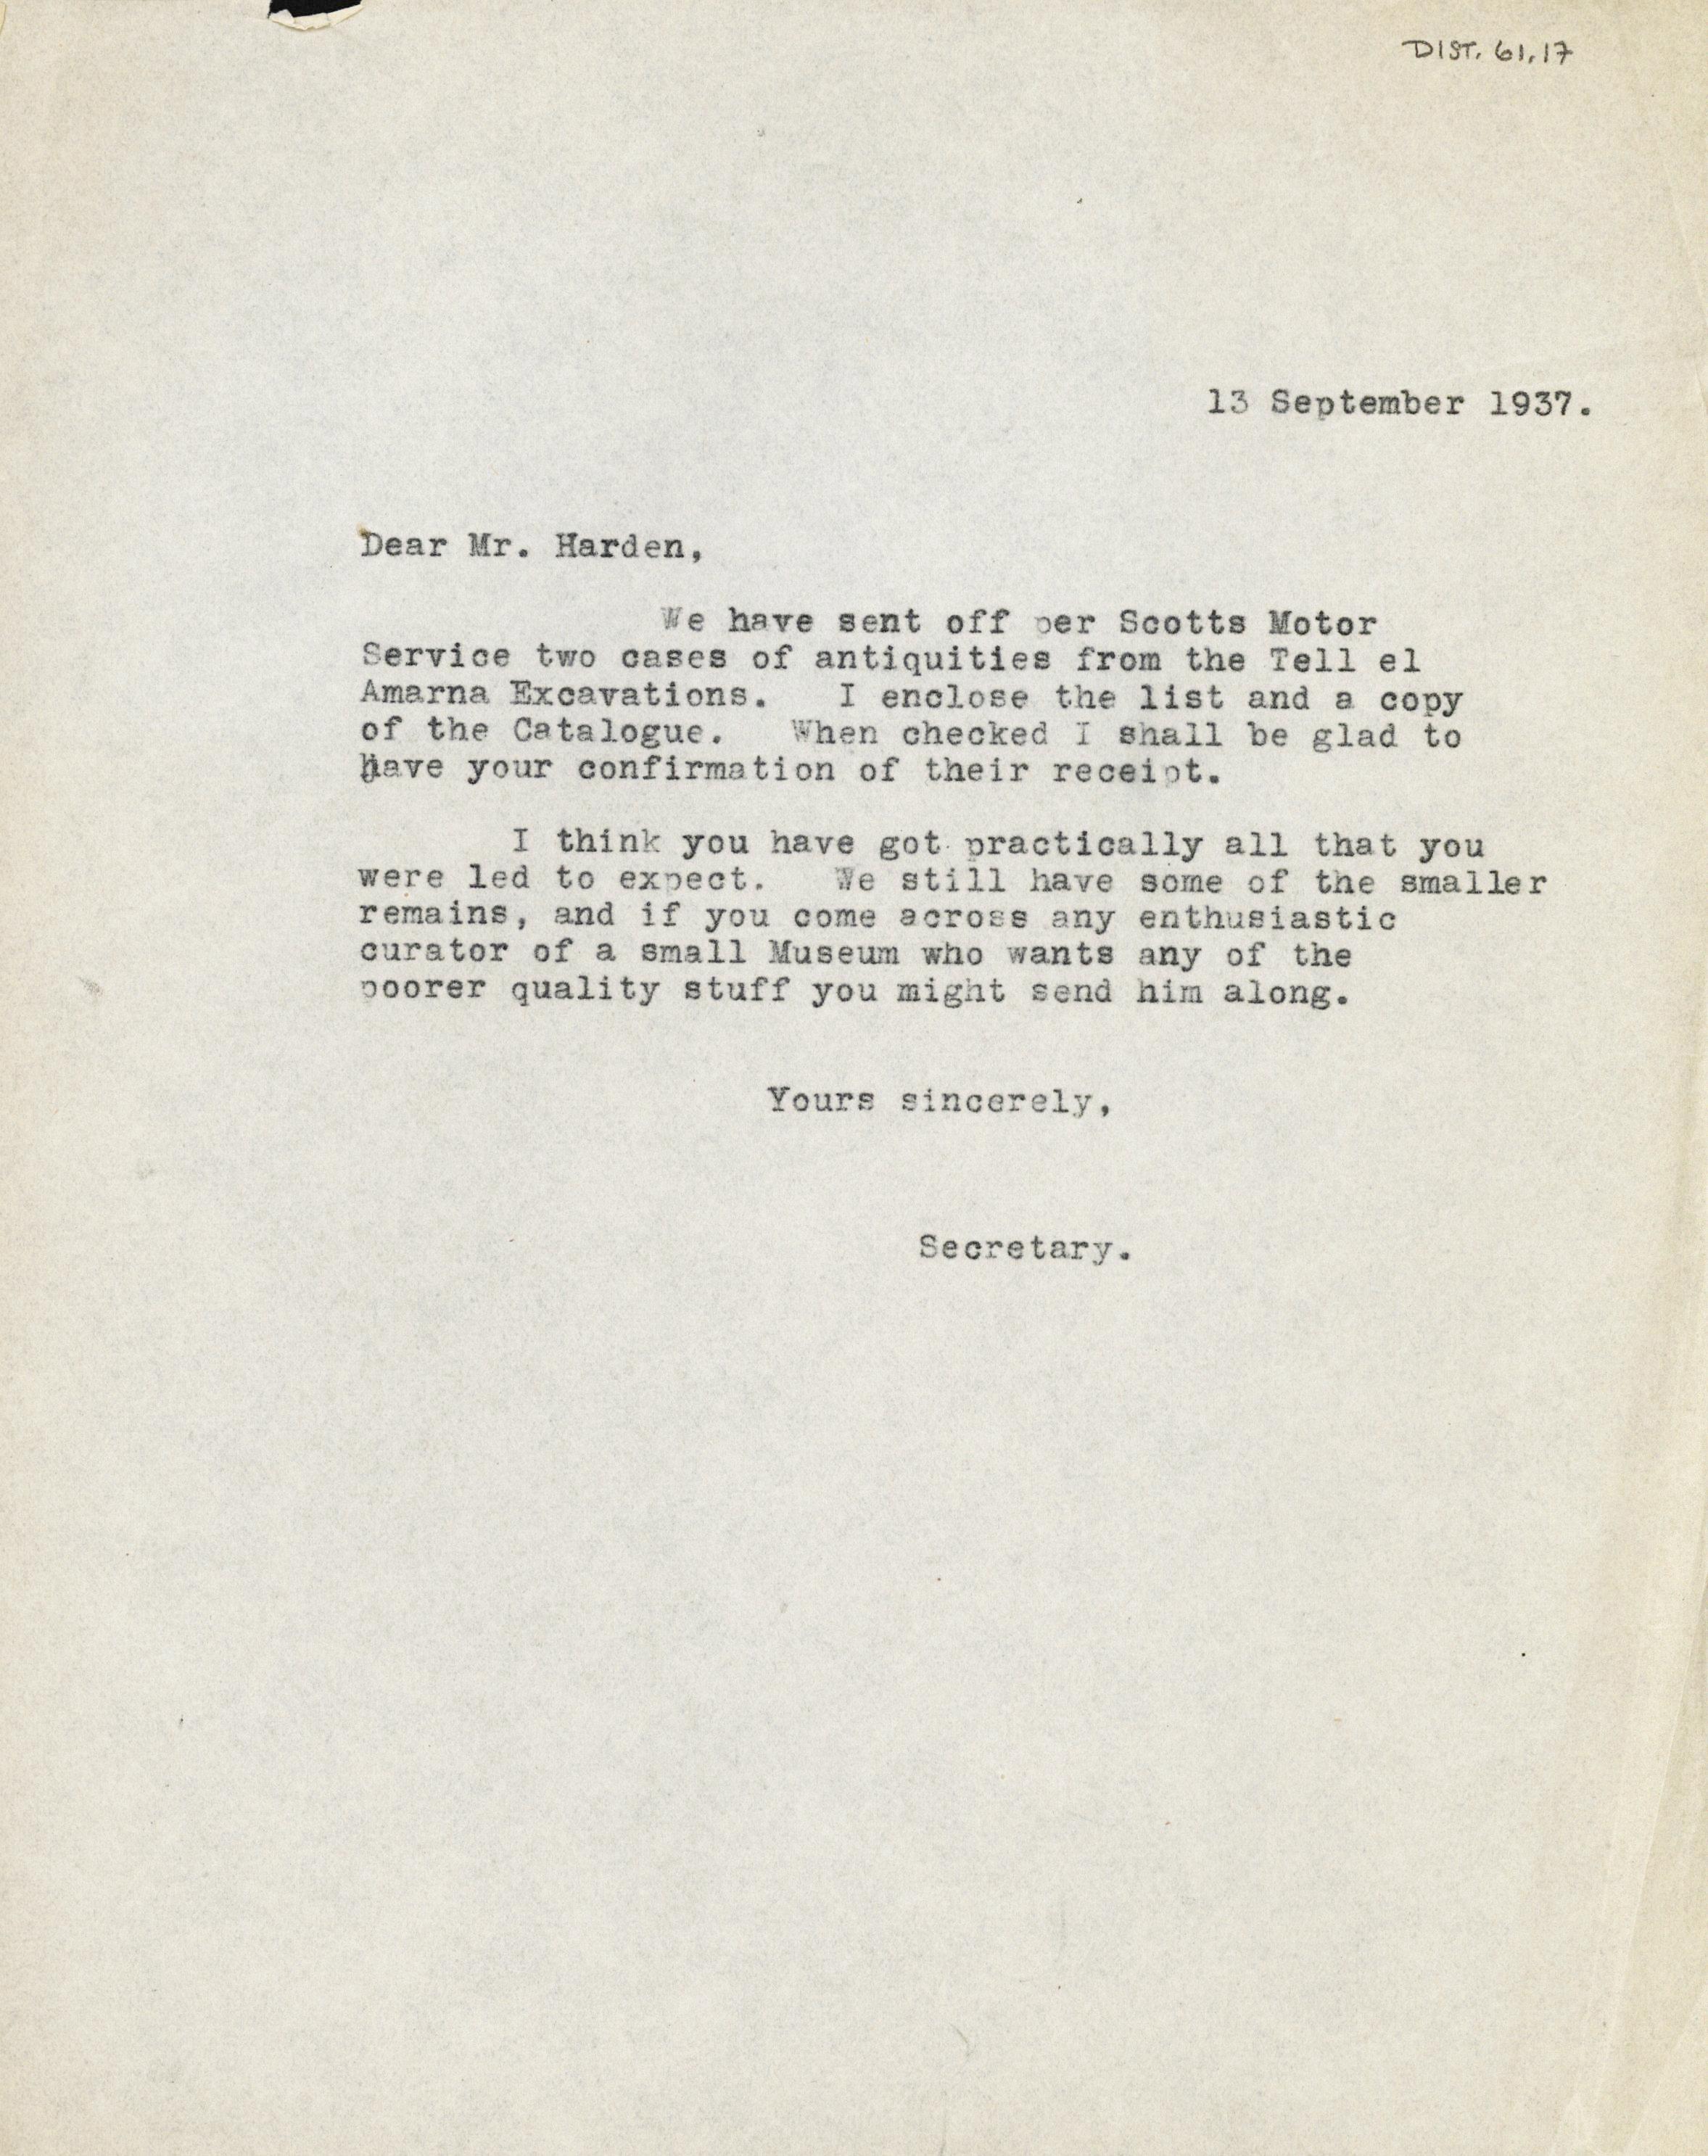 DIST. 61.17
13 September 1937.
Dear Mr. Harden,
We have sent off per Scotts Motor
Service two cases of antiquities from the Tell el
Amarna Excavations. I enclose the list and a copy
of the Catalogue. When checked I shall be glad to
have your confirmation of their receipt.
I think you have got practically all that you
were led to expect. We still have some of the smaller
remains, and if you come across any enthusiastic
curator of a small Museum who wants any of the
poorer quality stuff you might send him along.
Yours sincerely,
Secretary.